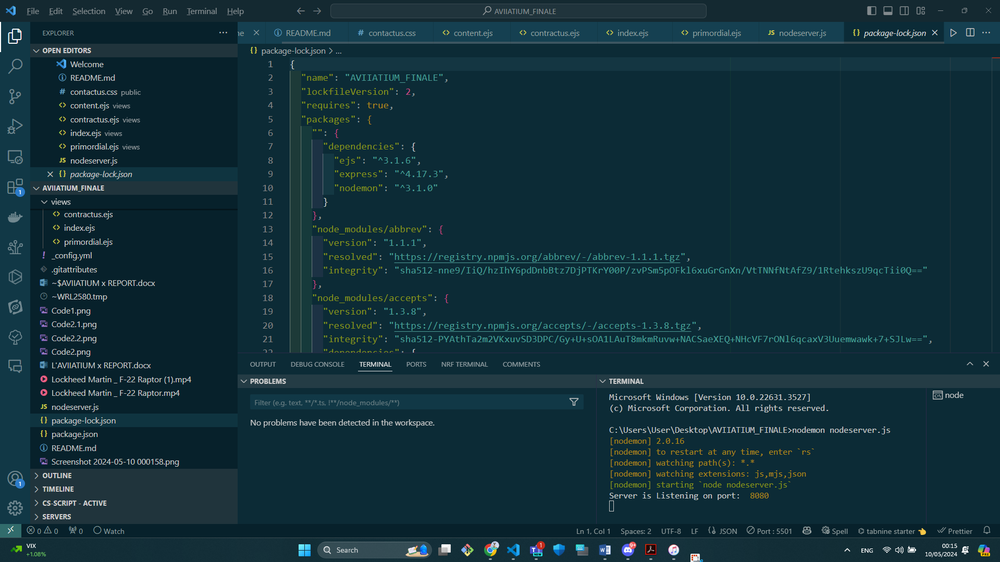 File Edit Selection View Go Run Terminal Help
AVIIATIUM_FINALE
EXPLORER
OPEN EDITORS
Welcome
README.md
contactus.css public
content.ejs views
contractus.ejs views
index.ejs views
primordial.ejs views
nodeserver.js
package-lock.json
AVIIATIUM_FINALE
views
contractus.ejs
index.ejs
primordial.ejs
_config.yml
.gitattributes
~$AVIIATIUM x REPORT.docx
~WRL2580.tmp
Code1.png
Code2.1.png
Code2.2.png
Code2.png
L'AVIIATIUM x REPORT.docx
Lockheed Martin _ F-22 Raptor (1).mp4
Lockheed Martin _ F-22 Raptor.mp4
nodeserver.js
package-lock.json
package.json
README.md
Screenshot 2024-05-10 000158.png
OUTLINE
TIMELINE
CS-SCRIPT - ACTIVE
SERVERS
me README.md contactus.css content.ejs contractus.ejs index.ejs primordial.ejs nodeserver.js package-lock.json
package-lock.json > ...
1 {
2 "name": "AVIIATIUM_FINALE",
3 "lockfileVersion": 2,
4 "requires": true,
5 "packages": {
6 "": {
7 "dependencies": {
8 "ejs": "^3.1.6",
9 "express": "^4.17.3",
10 "nodemon": "^3.1.0"
11 }
12 },
13 "node_modules/abbrev": {
14 "version": "1.1.1",
15 "resolved": "https://registry.npmjs.org/abbrev/-/abbrev-1.1.1.tgz",
16 "integrity": "sha512-nne9/IiQ/hzIhY6pdDnbBtz7DjPTKrY00P/zvPSm5pOFkl6xuGrGnXn/VtTNNfNtAfZ9/1RtehkszU9qcTii0Q=="
17 },
18 "node_modules/accepts": {
19 "version": "1.3.8",
20 "resolved": "https://registry.npmjs.org/accepts/-/accepts-1.3.8.tgz",
21 "integrity": "sha512-PYAthTa2m2VKxuvSD3DPC/Gy+U+sOA1LAuT8mkmRuvw+NACSaeXEQ+NHcVF7rONl6qcaxV3Uuemwawk+7+SJLw==",
22 "dependencies": {
OUTPUT DEBUG CONSOLE TERMINAL PORTS NRF TERMINAL COMMENTS
PROBLEMS
Filter (e.g. text, **/*.ts, !**/node_modules/**)
No problems have been detected in the workspace.
TERMINAL
Microsoft Windows [Version 10.0.22631.3527]
(c) Microsoft Corporation. All rights reserved.
C:\Users\User\Desktop\AVIIATIUM_FINALE>nodemon nodeserver.js
[nodemon] 2.0.16
[nodemon] to restart at any time, enter `rs`
[nodemon] watching path(s): *.*
[nodemon] watching extensions: js,mjs,json
[nodemon] starting `node nodeserver.js`
Server is Listening on port: 8080
node
0 0 0 Watch
Ln 1, Col 1 Spaces: 2 UTF-8 LF JSON Port : 5501 Spell tabnine starter Prettier
VIX
+1.08%
Search
ENG
00:15
10/05/2024